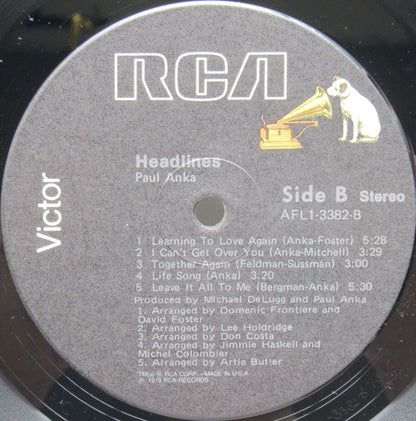 RCA
Victor
Headlines
Paul Anka
Side B Stereo
AFL1-3382-B
1 Learning To Love Again (Anka-Foster) 5:28
2 I Can't Get Over You (Anka-Mitchell) 3:29
3 Together Again (Feldman-Sussman) 3:00
4 Life Song (Anka) 3:20
5 Leave It All To Me (Bergman-Anka) 5:30
Produced by Michael DeLugg and Paul Anka
1. Arranged by Domenic Frontiere and
David Foster
2. Arranged by Lee Holdridge
3. Arranged by Don Costa
4. Arranged by Jimmie Haskell and
Michel Colombier
5. Arranged by Artie Butler
TM(s) ® RCA CORP.—MADE IN U.S.A.
℗ 1979 RCA RECORDS